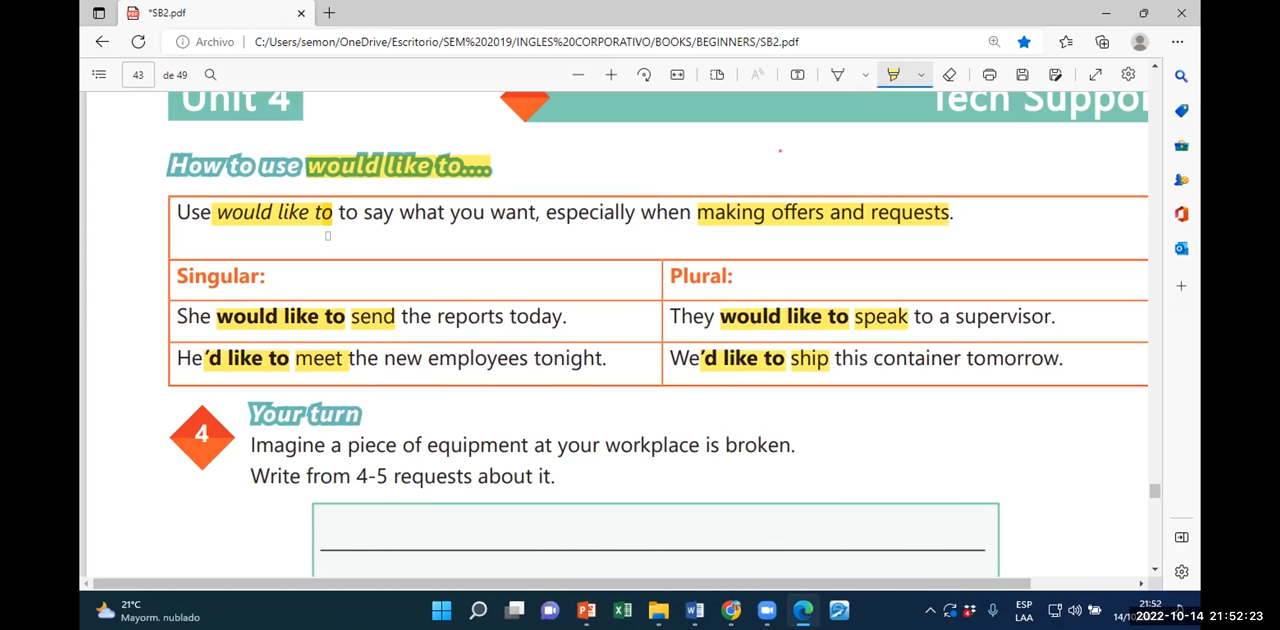 *SB2.pdf
Archivo
C:/Users/semon/OneDrive/Escritorio/SEM%202019/INGLES%20CORPORATIVO/BOOKS/BEGINNERS/SB2.pdf
43 de 49
Unit 4
Tech Suppor
How to use would like to....
Use would like to to say what you want, especially when making offers and requests.
Singular: Plural:
She would like to send the reports today. They would like to speak to a supervisor.
He'd like to meet the new employees tonight. We'd like to ship this container tomorrow.
4
Your turn
Imagine a piece of equipment at your workplace is broken.
Write from 4-5 requests about it.
21°C
Mayorm. nublado
ESP
LAA
21:52
14/10
2022-10-14 21:52:23